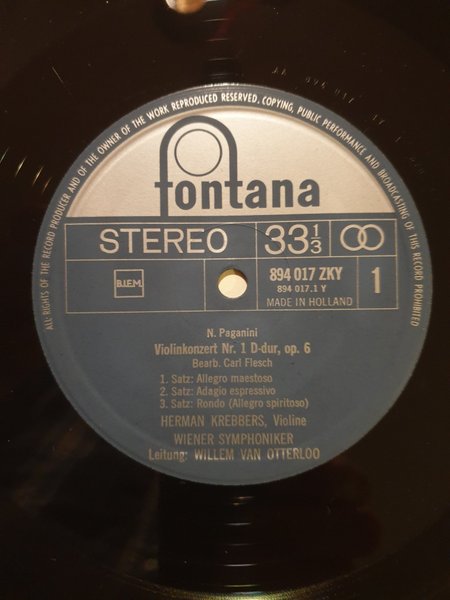 ALL RIGHTS OF THE RECORD PRODUCER AND OF THE OWNER OF THE WORK REPRODUCED RESERVED. COPYING, PUBLIC PERFORMANCE AND BROADCASTING OF THIS RECORD PROHIBITED
fontana
STEREO 33⅓
B.I.E.M.
894 017 ZKY
894 017.1 Y
MADE IN HOLLAND
1
N. Paganini
Violinkonzert Nr. 1 D-dur, op. 6
Bearb. Carl Flesch
1. Satz: Allegro maestoso
2. Satz: Adagio espressivo
3. Satz: Rondo (Allegro spiritoso)
HERMAN KREBBERS, Violine
WIENER SYMPHONIKER
Leitung: WILLEM VAN OTTERLOO